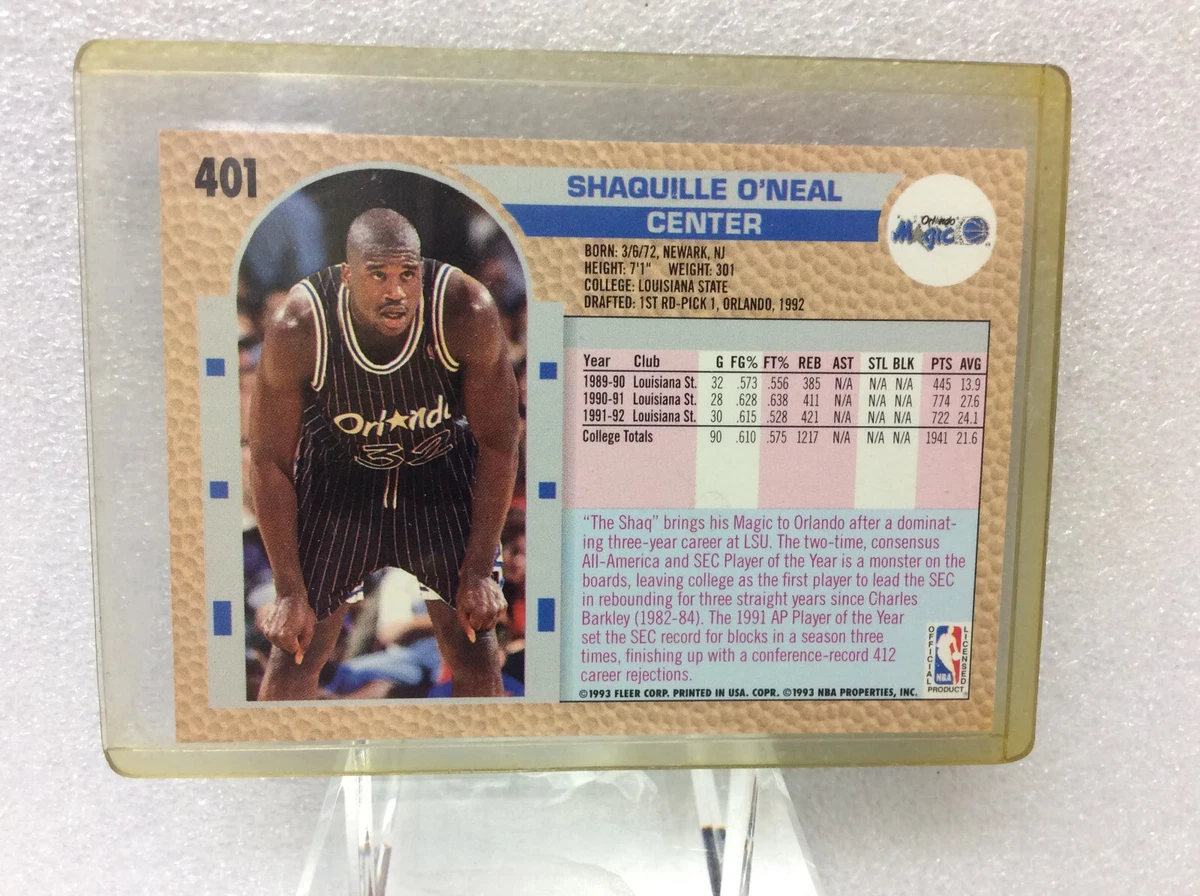 401
SHAQUILLE O'NEAL
CENTER
Orlando
Magic
BORN: 3/6/72, NEWARK, NJ
HEIGHT: 7'1" WEIGHT: 301
COLLEGE: LOUISIANA STATE
DRAFTED: 1ST RD-PICK 1, ORLANDO, 1992
Orlando
32
Year Club G FG% FT% REB AST STL BLK PTS AVG
1989-90 Louisiana St. 32 .573 .556 385 N/A N/A N/A 445 13.9
1990-91 Louisiana St. 28 .628 .638 411 N/A N/A N/A 774 27.6
1991-92 Louisiana St. 30 .615 .528 421 N/A N/A N/A 722 24.1
College Totals 90 .610 .575 1217 N/A N/A N/A 1941 21.6
"The Shaq" brings his Magic to Orlando after a dominat-
ing three-year career at LSU. The two-time, consensus
All-America and SEC Player of the Year is a monster on the
boards, leaving college as the first player to lead the SEC
in rebounding for three straight years since Charles
Barkley (1982-84). The 1991 AP Player of the Year
set the SEC record for blocks in a season three
times, finishing up with a conference-record 412
career rejections.
OFFICIAL LICENSED
NBA
PRODUCT
©1993 FLEER CORP. PRINTED IN USA. COPR. ©1993 NBA PROPERTIES, INC.